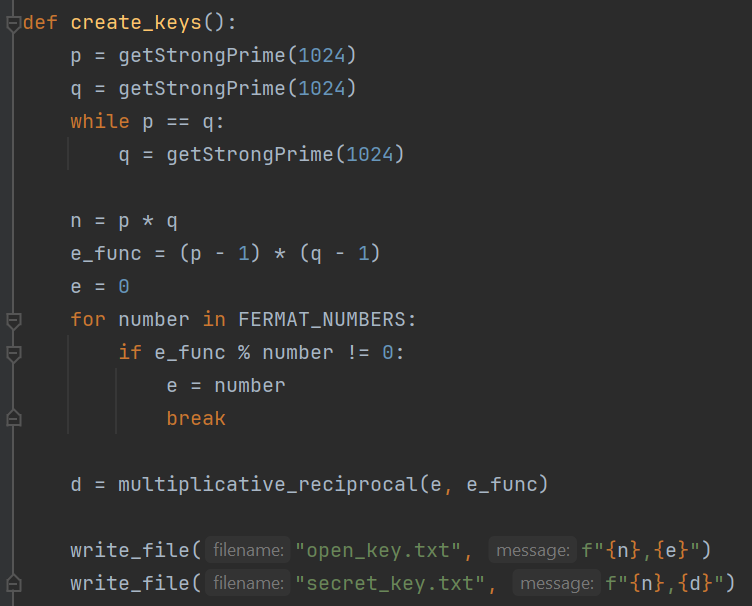 def create_keys():
    p = getStrongPrime(1024)
    q = getStrongPrime(1024)
    while p == q:
        q = getStrongPrime(1024)

    n = p * q
    e_func = (p - 1) * (q - 1)
    e = 0
    for number in FERMAT_NUMBERS:
        if e_func % number != 0:
            e = number
            break

    d = multiplicative_reciprocal(e, e_func)

    write_file( filename: "open_key.txt", message: f"{n},{e}")
    write_file( filename: "secret_key.txt", message: f"{n},{d}")